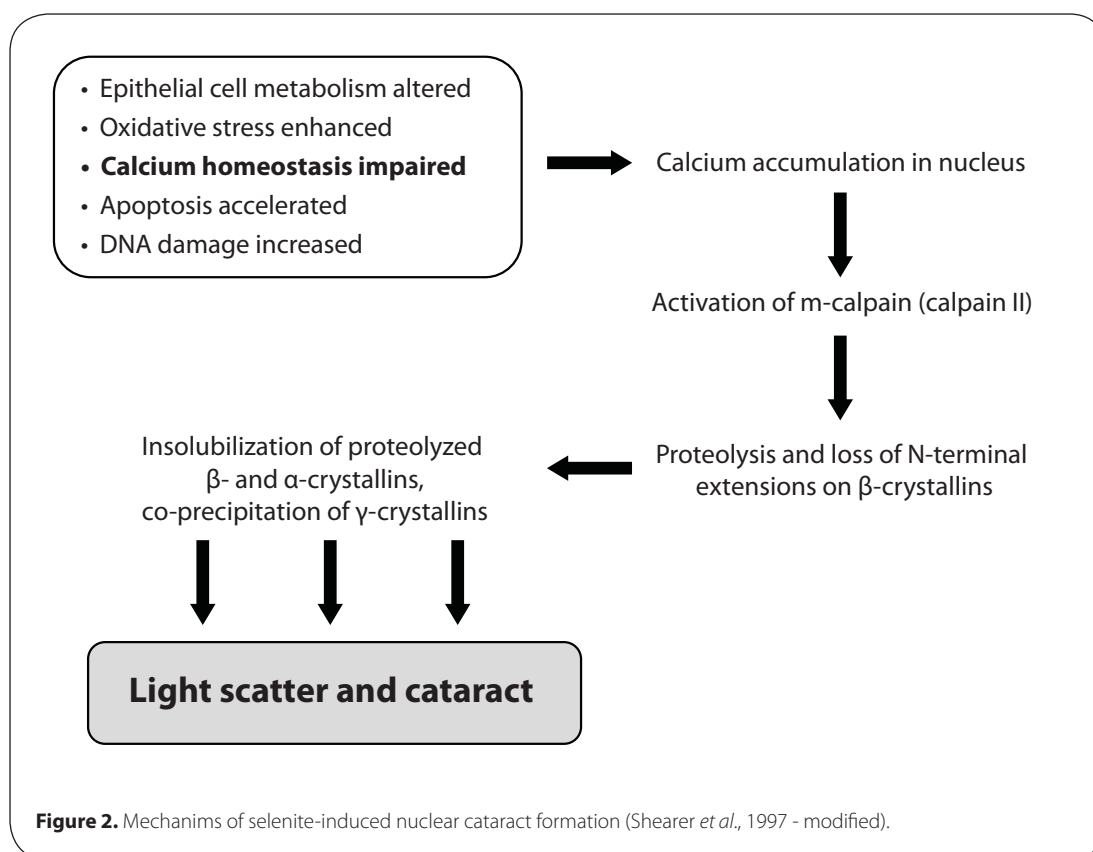 • Epithelial cell metabolism altered
• Oxidative stress enhanced
• Calcium homeostasis impaired
• Apoptosis accelerated
• DNA damage increased
Calcium accumulation in nucleus
Activation of m-calpain (calpain II)
Proteolysis and loss of N-terminal
extensions on β-crystallins
Insolubilization of proteolyzed
β- and α-crystallins,
co-precipitation of γ-crystallins
Light scatter and cataract
Figure 2. Mechanims of selenite-induced nuclear cataract formation (Shearer et al., 1997 - modified).